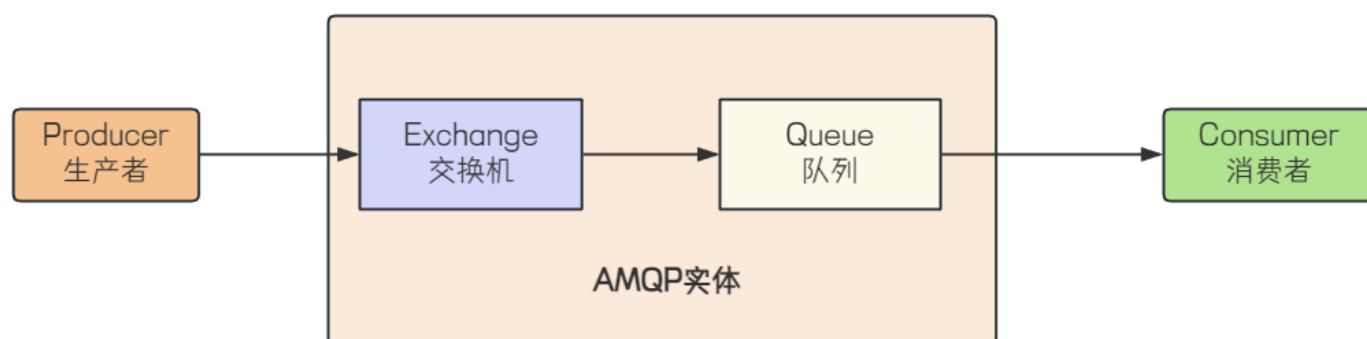 Producer
生产者
Exchange
交换机
Queue
队列
Consumer
消费者
AMQP实体